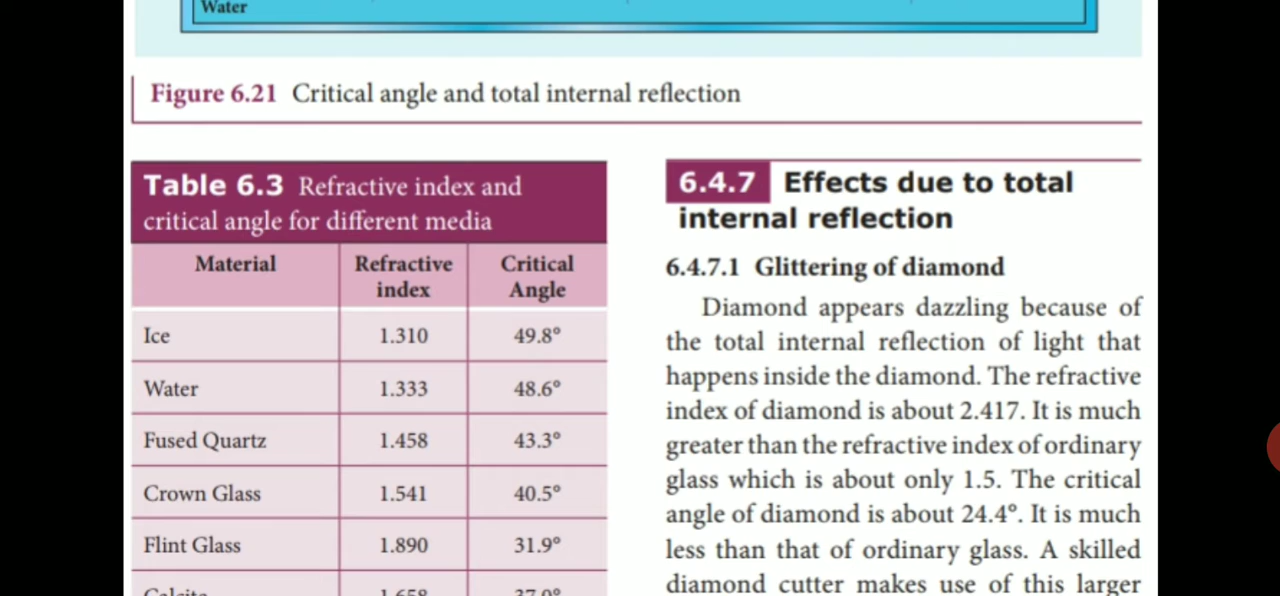 Water
Figure 6.21 Critical angle and total internal reflection
Table 6.3 Refractive index and
critical angle for different media
Material Refractive index Critical Angle
Ice 1.310 49.8°
Water 1.333 48.6°
Fused Quartz 1.458 43.3°
Crown Glass 1.541 40.5°
Flint Glass 1.890 31.9°
6.4.7 Effects due to total
internal reflection
6.4.7.1 Glittering of diamond
Diamond appears dazzling because of
the total internal reflection of light that
happens inside the diamond. The refractive
index of diamond is about 2.417. It is much
greater than the refractive index of ordinary
glass which is about only 1.5. The critical
angle of diamond is about 24.4°. It is much
less than that of ordinary glass. A skilled
diamond cutter makes use of this larger